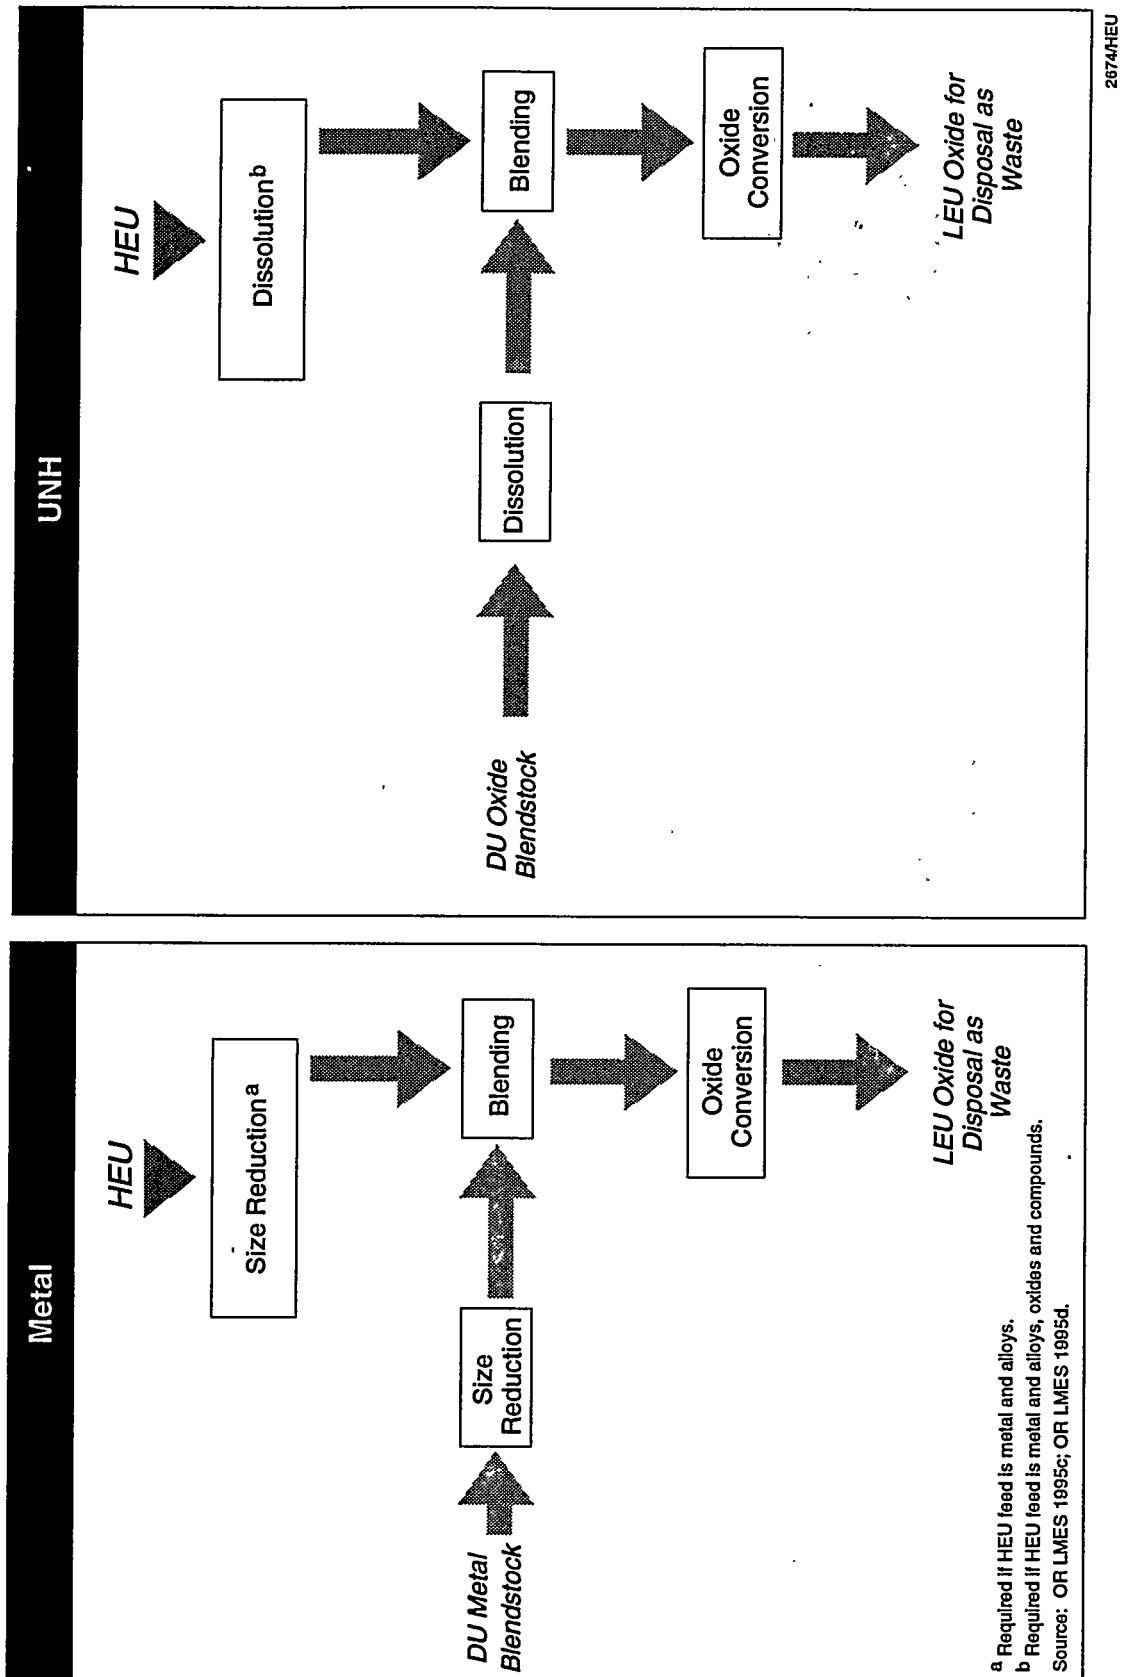 Metal
HEU
Size Reduction a
DU Metal
Blendstock
Size
Reduction
Blending
Oxide
Conversion
LEU Oxide for
Disposal as
Waste
a Required if HEU feed is metal and alloys.
b Required if HEU feed is metal and alloys, oxides and compounds.
Source: OR LMES 1995c; OR LMES 1995d.
UNH
HEU
Dissolution b
DU Oxide
Blendstock
Dissolution
Blending
Oxide
Conversion
LEU Oxide for
Disposal as
Waste
2674/HEU